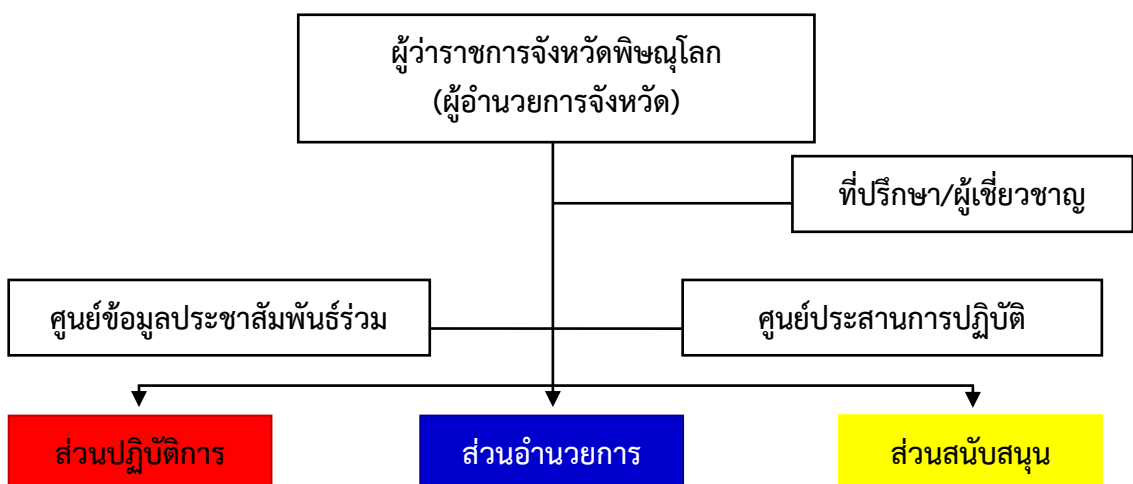 ผู้ว่าราชการจังหวัดพิษณุโลก
(ผู้อำนวยการจังหวัด)
ที่ปรึกษา/ผู้เชี่ยวชาญ
ศูนย์ข้อมูลประชาสัมพันธ์ร่วม
ศูนย์ประสานการปฏิบัติ
ส่วนปฏิบัติการ
ส่วนอำนวยการ
ส่วนสนับสนุน